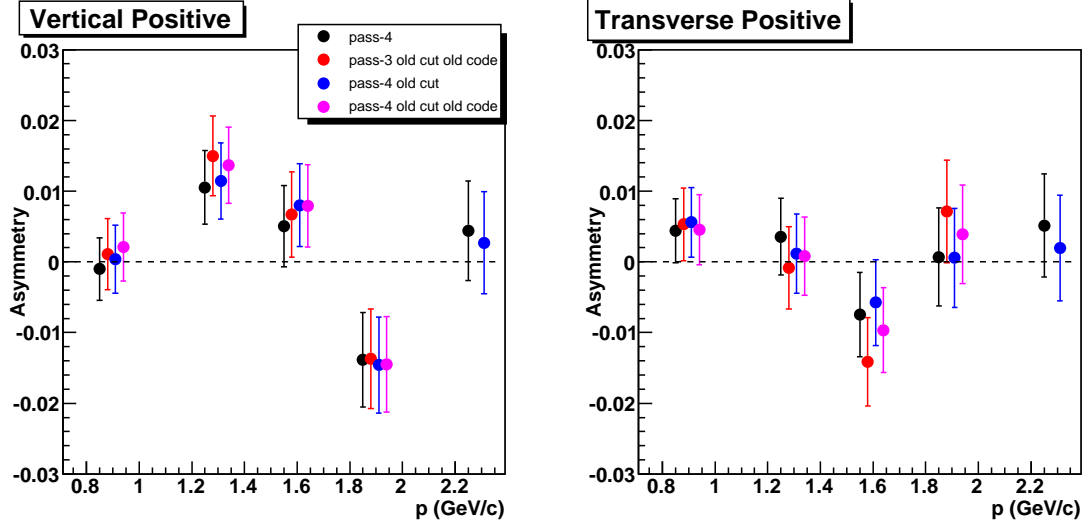 Vertical Positive
pass-4
pass-3 old cut old code
pass-4 old cut
pass-4 old cut old code
Asymmetry
0.03
0.02
0.01
0
-0.01
-0.02
-0.03
0.8 1 1.2 1.4 1.6 1.8 2 2.2
p (GeV/c)
Transverse Positive
Asymmetry
0.03
0.02
0.01
0
-0.01
-0.02
-0.03
0.8 1 1.2 1.4 1.6 1.8 2 2.2
p (GeV/c)